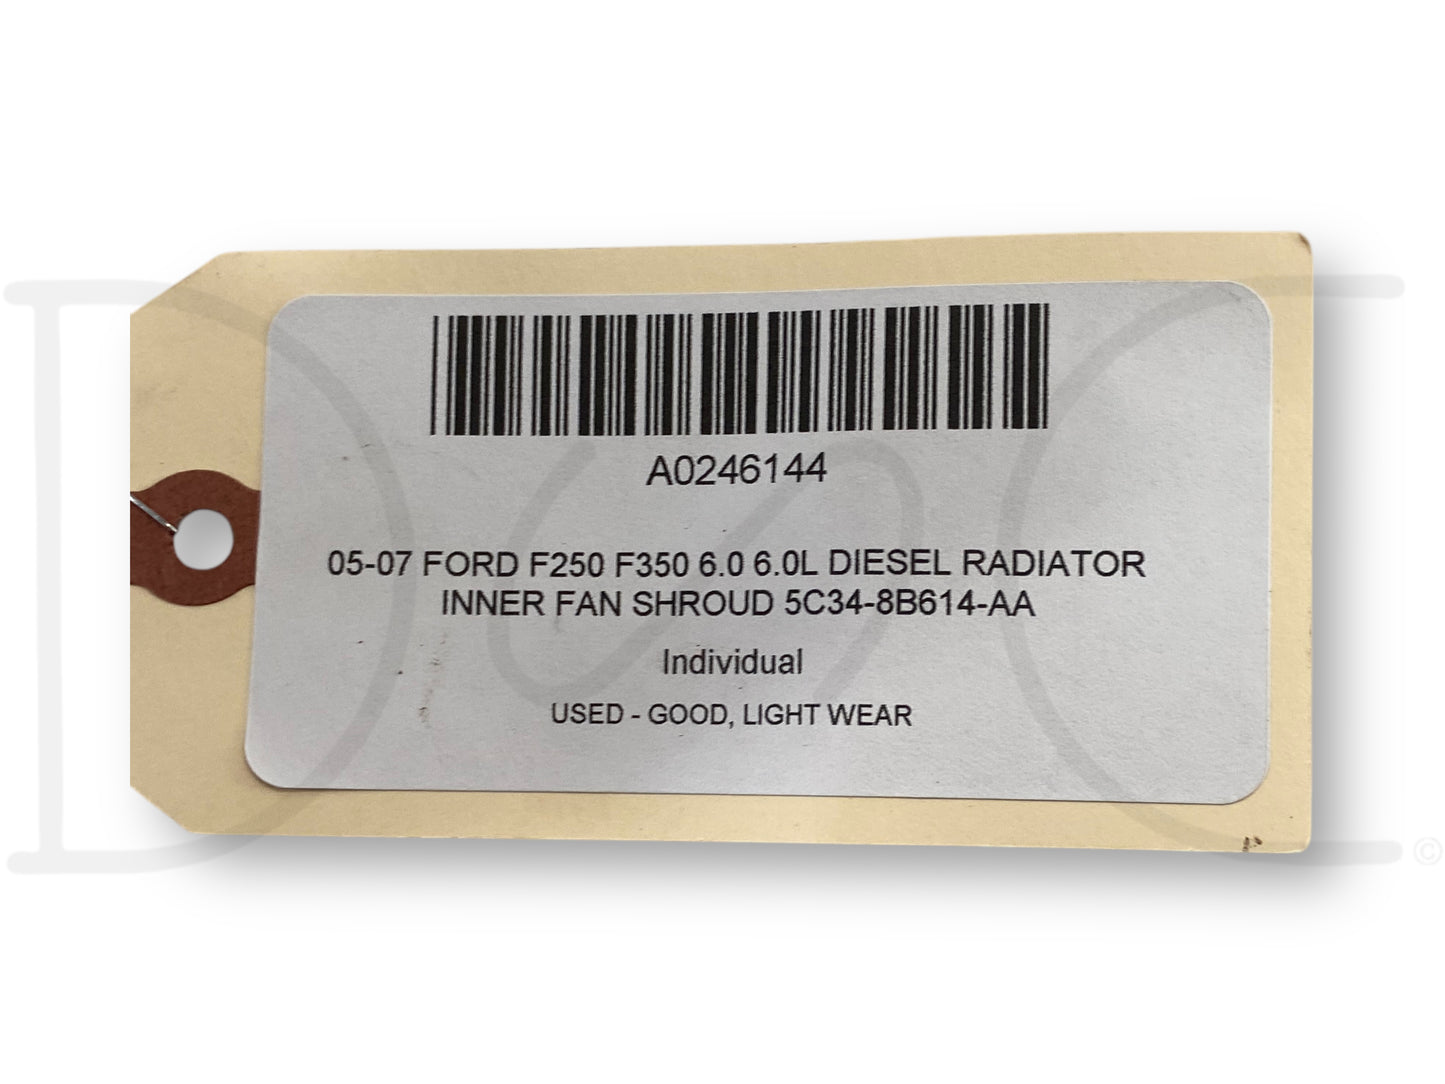 A0246144
05-07 FORD F250 F350 6.0 6.0L DIESEL RADIATOR
INNER FAN SHROUD 5C34-8B614-AA
Individual
USED - GOOD, LIGHT WEAR
©